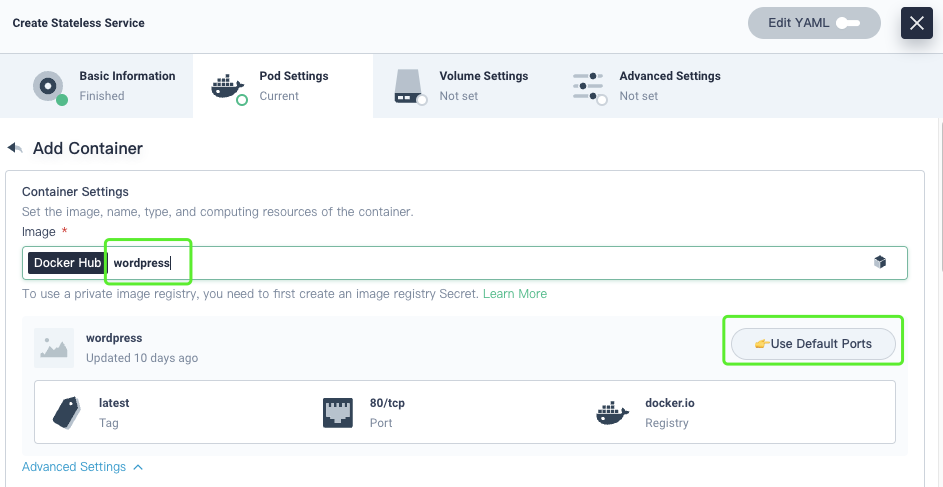 Create Stateless Service
Edit YAML
Basic Information
Finished
Pod Settings
Current
Volume Settings
Not set
Advanced Settings
Not set
Add Container
Container Settings
Set the image, name, type, and computing resources of the container.
Image *
Docker Hub wordpress
To use a private image registry, you need to first create an image registry Secret. Learn More
wordpress
Updated 10 days ago
👉Use Default Ports
latest
Tag
80/tcp
Port
docker.io
Registry
Advanced Settings